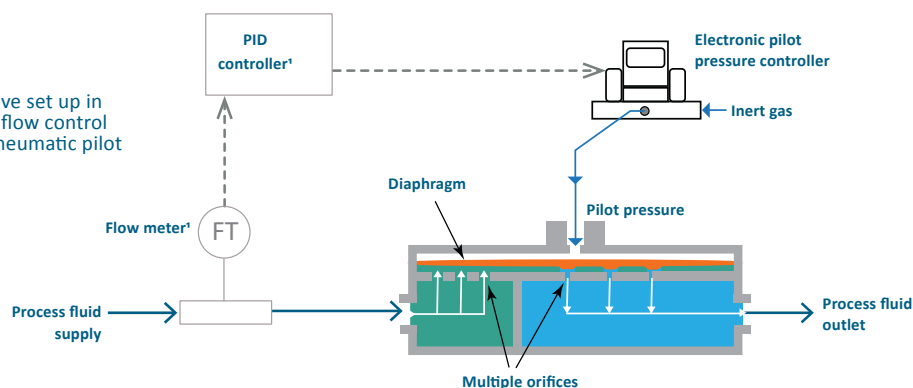 PID
controller¹
Electronic pilot
pressure controller
ve set up in
flow control
neumatic pilot
Inert gas
Diaphragm
Pilot pressure
Flow meter¹
FT
Process fluid
supply
Process fluid
outlet
Multiple orifices